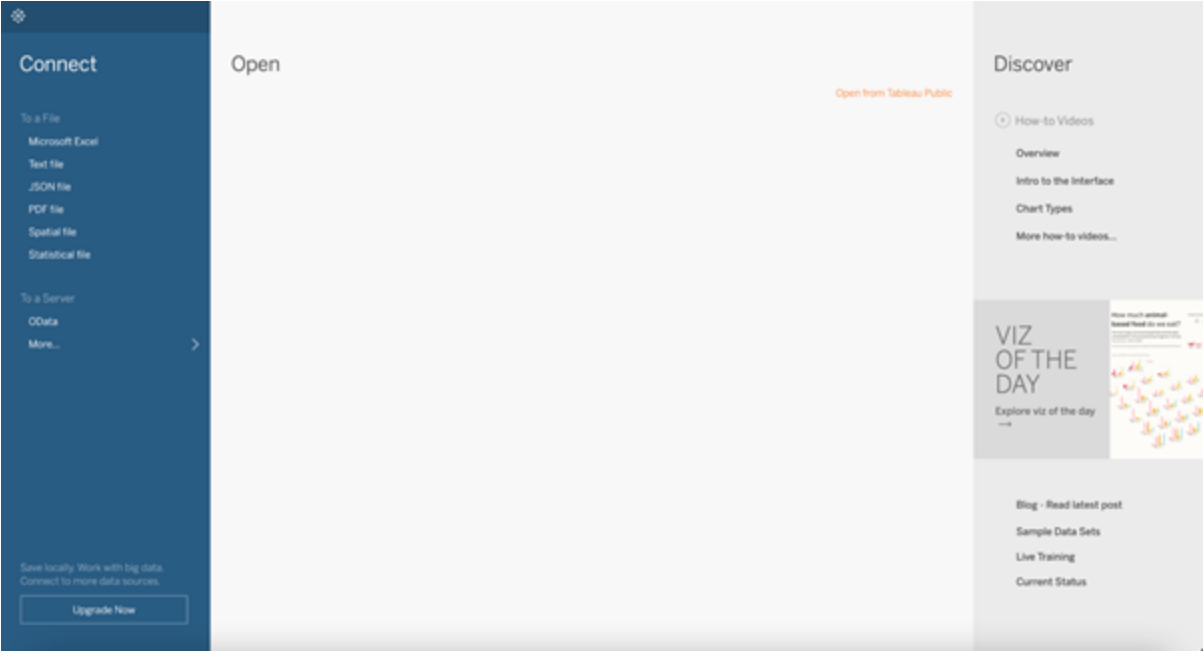 Connect
To a File
Microsoft Excel
Text file
JSON file
PDF file
Spatial file
Statistical file
To a Server
OData
More...
Save locally. Work with big data.
Connect to more data sources.
Upgrade Now
Open
Open from Tableau Public
Discover
How-to Videos
Overview
Intro to the Interface
Chart Types
More how-to videos...
VIZ
OF THE
DAY
Explore viz of the day
How much animal-
based food do we eat?
Blog - Read latest post
Sample Data Sets
Live Training
Current Status